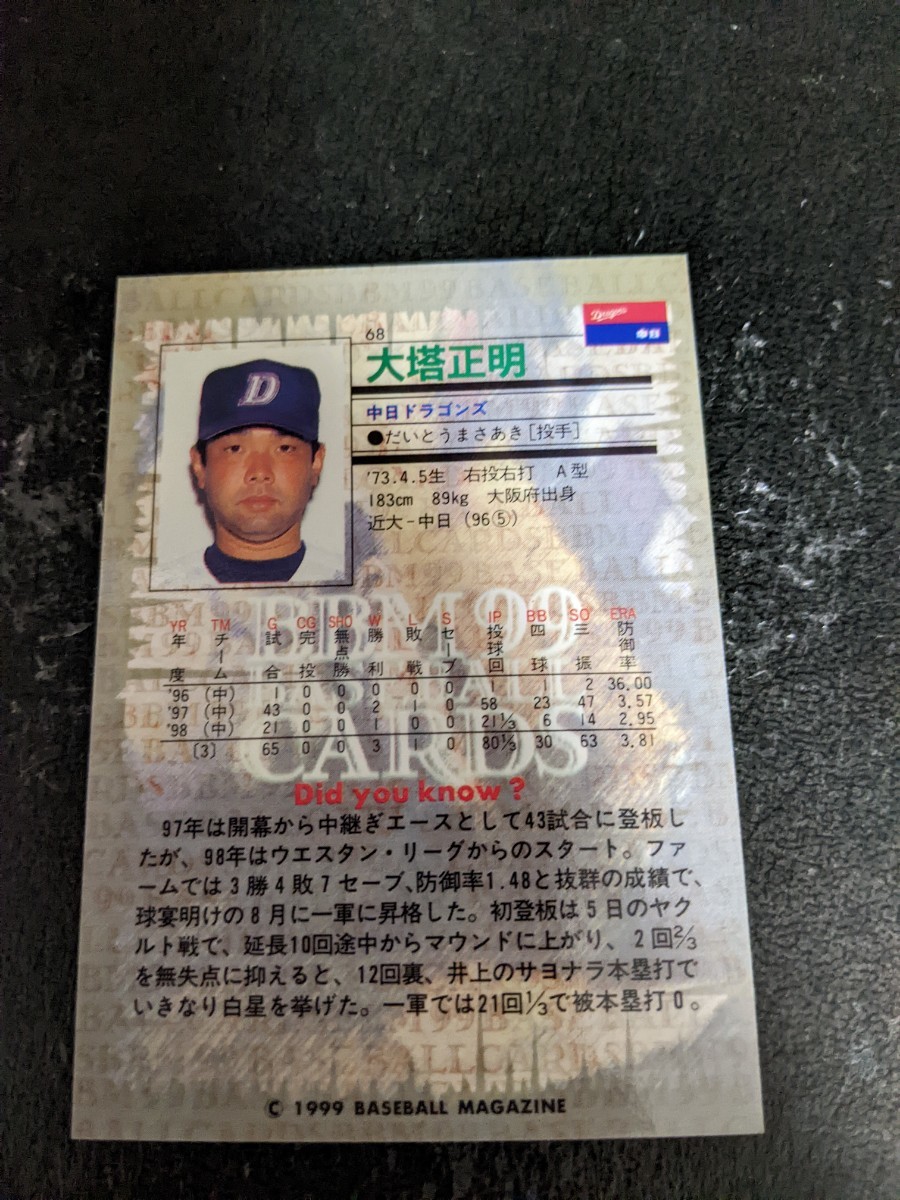 68
Dragons
中日
大塔正明
中日ドラゴンズ
●だいとうまさあき[投手]
'73.4.5生 右投右打 A型
183cm 89kg 大阪府出身
近大-中日(96⑤)
YR TM G CG SHO W L S IP BB SO ERA
年度 チーム 試合 完投 無点勝 勝利 敗戦 セーブ 投球回 四球 三振 防御率
'96 (中) 1 0 0 0 0 0 1 1 2 36.00
'97 (中) 43 0 0 2 1 0 58 23 47 3.57
'98 (中) 21 0 0 1 0 0 21⅓ 6 14 2.95
〔3〕 65 0 0 3 1 0 80⅓ 30 63 3.81
BBM 99
BASEBALL
CARDS
Did you know?
97年は開幕から中継ぎエースとして43試合に登板し
たが、98年はウエスタン・リーグからのスタート。ファ
ームでは3勝4敗7セーブ、防御率1.48と抜群の成績で、
球宴明けの8月に一軍に昇格した。初登板は5日のヤク
ルト戦で、延長10回途中からマウンドに上がり、2回⅔
を無失点に抑えると、12回裏、井上のサヨナラ本塁打で
いきなり白星を挙げた。一軍では21回⅓で被本塁打0。
© 1999 BASEBALL MAGAZINE